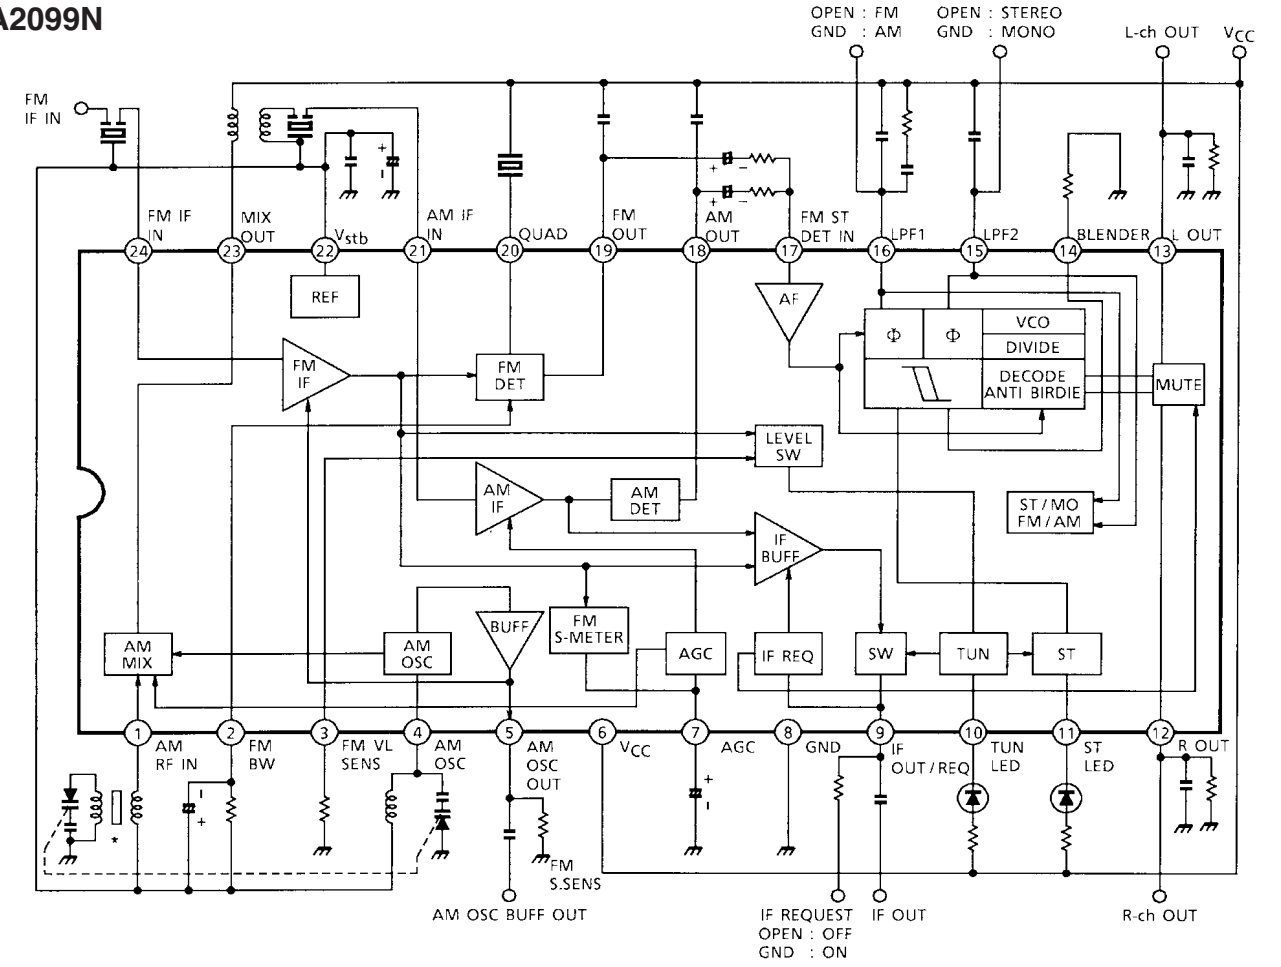 A2099N
OPEN : FM
GND : AM
OPEN : STEREO
GND : MONO
L-ch OUT
VCC
FM
IF IN
FM IF
IN
MIX
OUT
Vstb
AM IF
IN
QUAD
FM
OUT
AM
OUT
FM ST
DET IN
LPF1
LPF2
BLENDER
L OUT
24
23
22
21
20
19
18
17
16
15
14
13
REF
AF
Φ
Φ
VCO
DIVIDE
DECODE
ANTI BIRDIE
MUTE
FM
IF
FM
DET
LEVEL
SW
AM
IF
AM
DET
ST/MO
FM/AM
IF
BUFF
AM
MIX
AM
OSC
BUFF
FM
S-METER
AGC
IF REQ
SW
TUN
ST
1
2
3
4
5
6
7
8
9
10
11
12
AM
RF IN
FM
BW
FM VL
SENS
AM
OSC
AM
OSC
OUT
VCC
AGC
GND
IF
OUT/REQ
TUN
LED
ST
LED
R OUT
*
FM
S.SENS
AM OSC BUFF OUT
IF REQUEST
OPEN : OFF
GND : ON
IF OUT
R-ch OUT